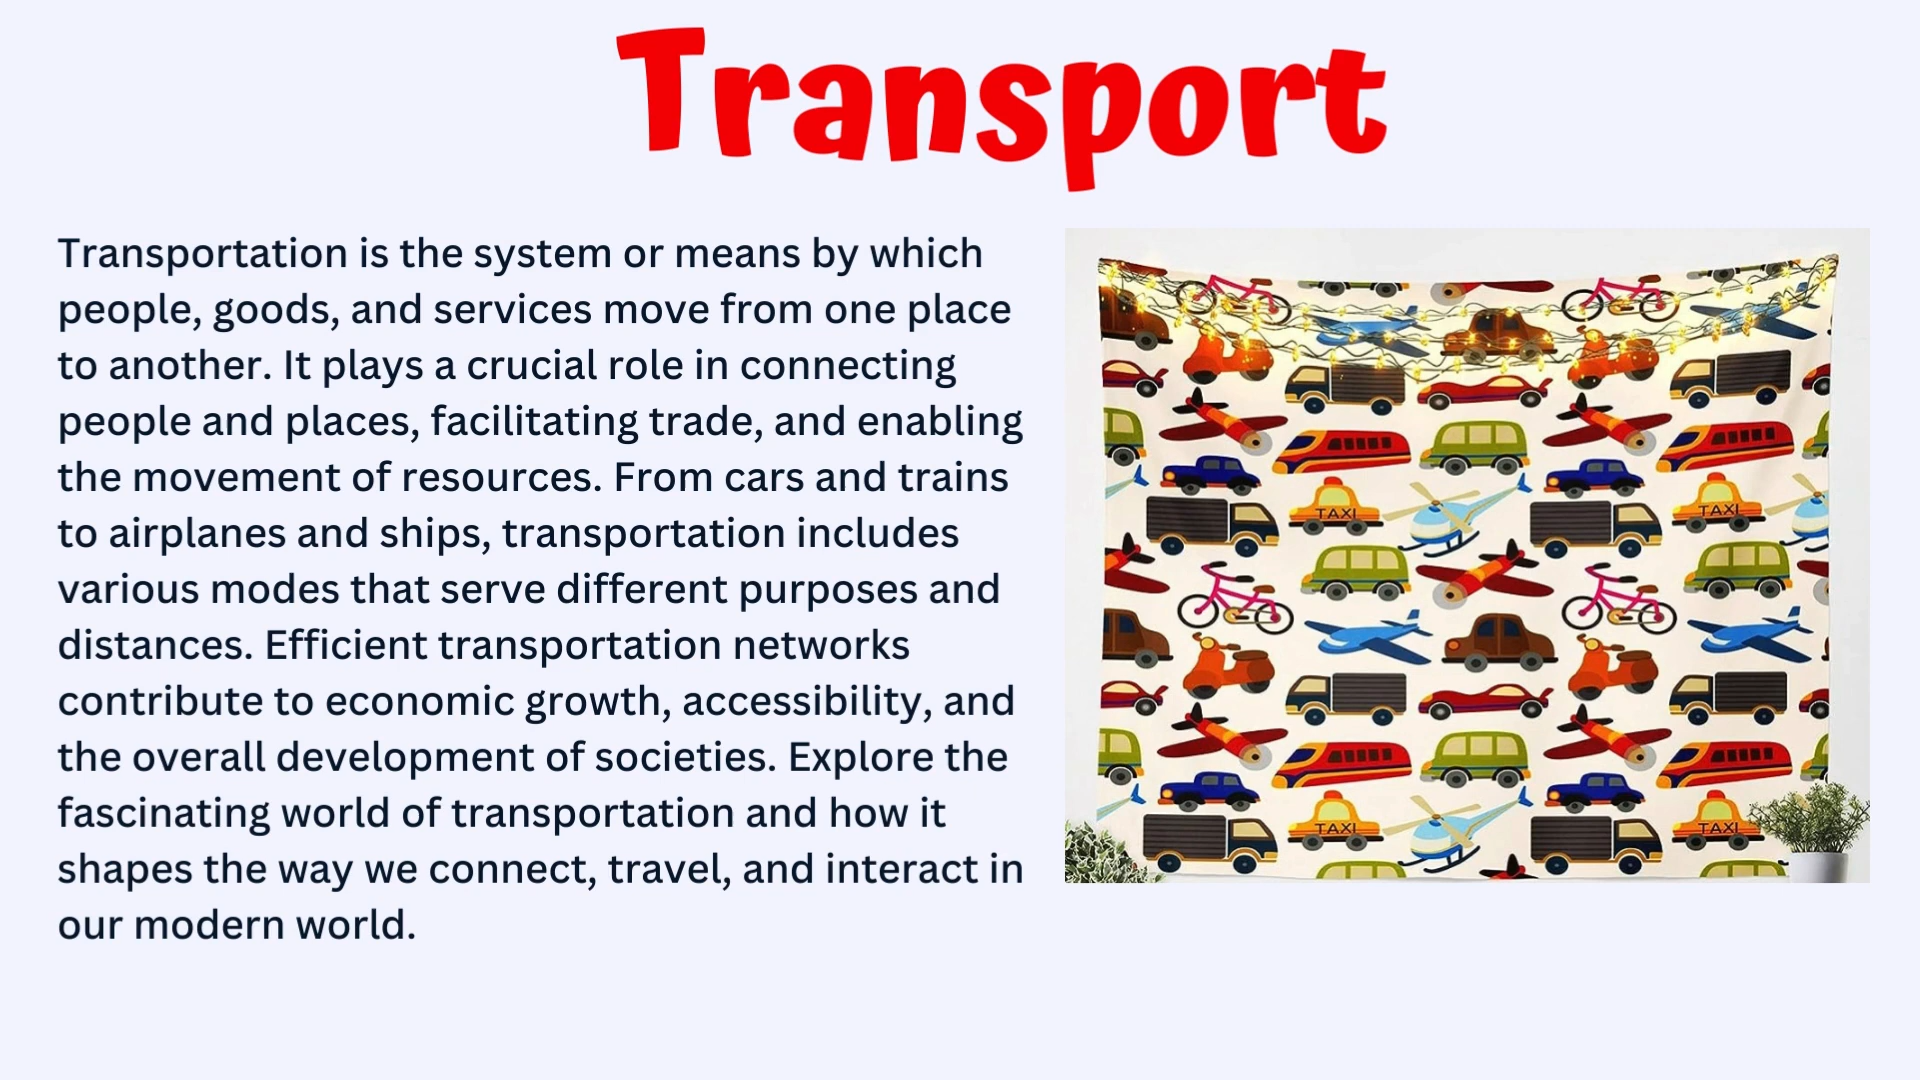 Transport
Transportation is the system or means by which
people, goods, and services move from one place
to another. It plays a crucial role in connecting
people and places, facilitating trade, and enabling
the movement of resources. From cars and trains
to airplanes and ships, transportation includes
various modes that serve different purposes and
distances. Efficient transportation networks
contribute to economic growth, accessibility, and
the overall development of societies. Explore the
fascinating world of transportation and how it
shapes the way we connect, travel, and interact in
our modern world.
TAXI
TAXI
TAXI
TAXI